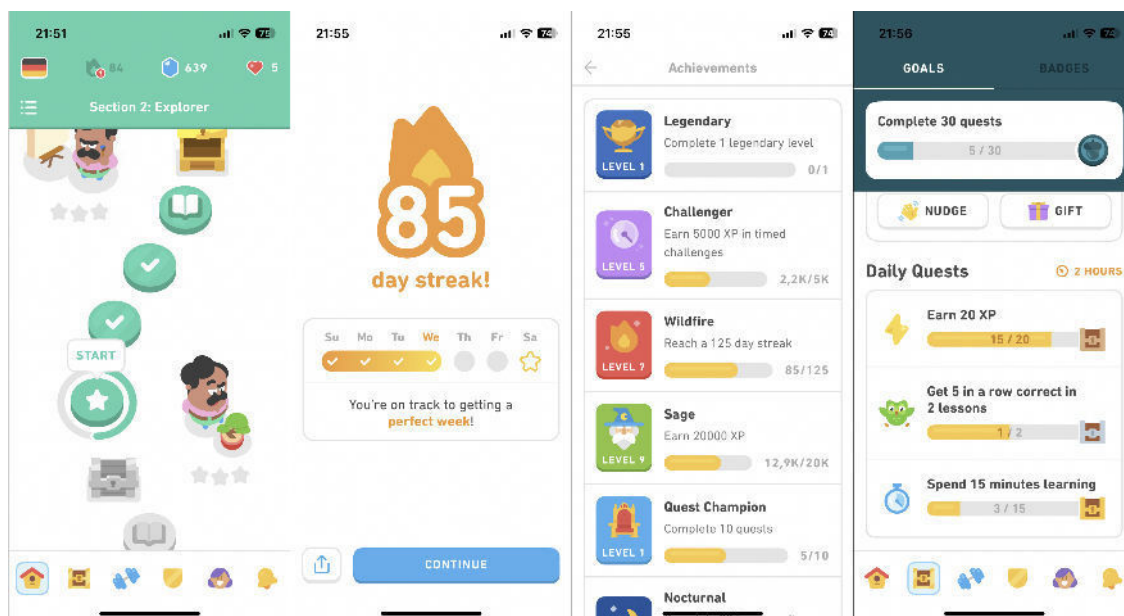 21:51
72
84
639
5
Section 2: Explorer
START
21:55
74
85
day streak!
Su Mo Tu We Th Fr Sa
You're on track to getting a
perfect week!
CONTINUE
21:55
74
Achievements
LEVEL 1
Legendary
Complete 1 legendary level
0/1
LEVEL 5
Challenger
Earn 5000 XP in timed
challenges
2,2K/5K
LEVEL 7
Wildfire
Reach a 125 day streak
85/125
LEVEL 9
Sage
Earn 20000 XP
12,9K/20K
LEVEL 1
Quest Champion
Complete 10 quests
5/10
Nocturnal
21:56
74
GOALS BADGES
Complete 30 quests
5 / 30
NUDGE GIFT
Daily Quests 2 HOURS
Earn 20 XP
15 / 20
Get 5 in a row correct in
2 lessons
1 / 2
Spend 15 minutes learning
3 / 15